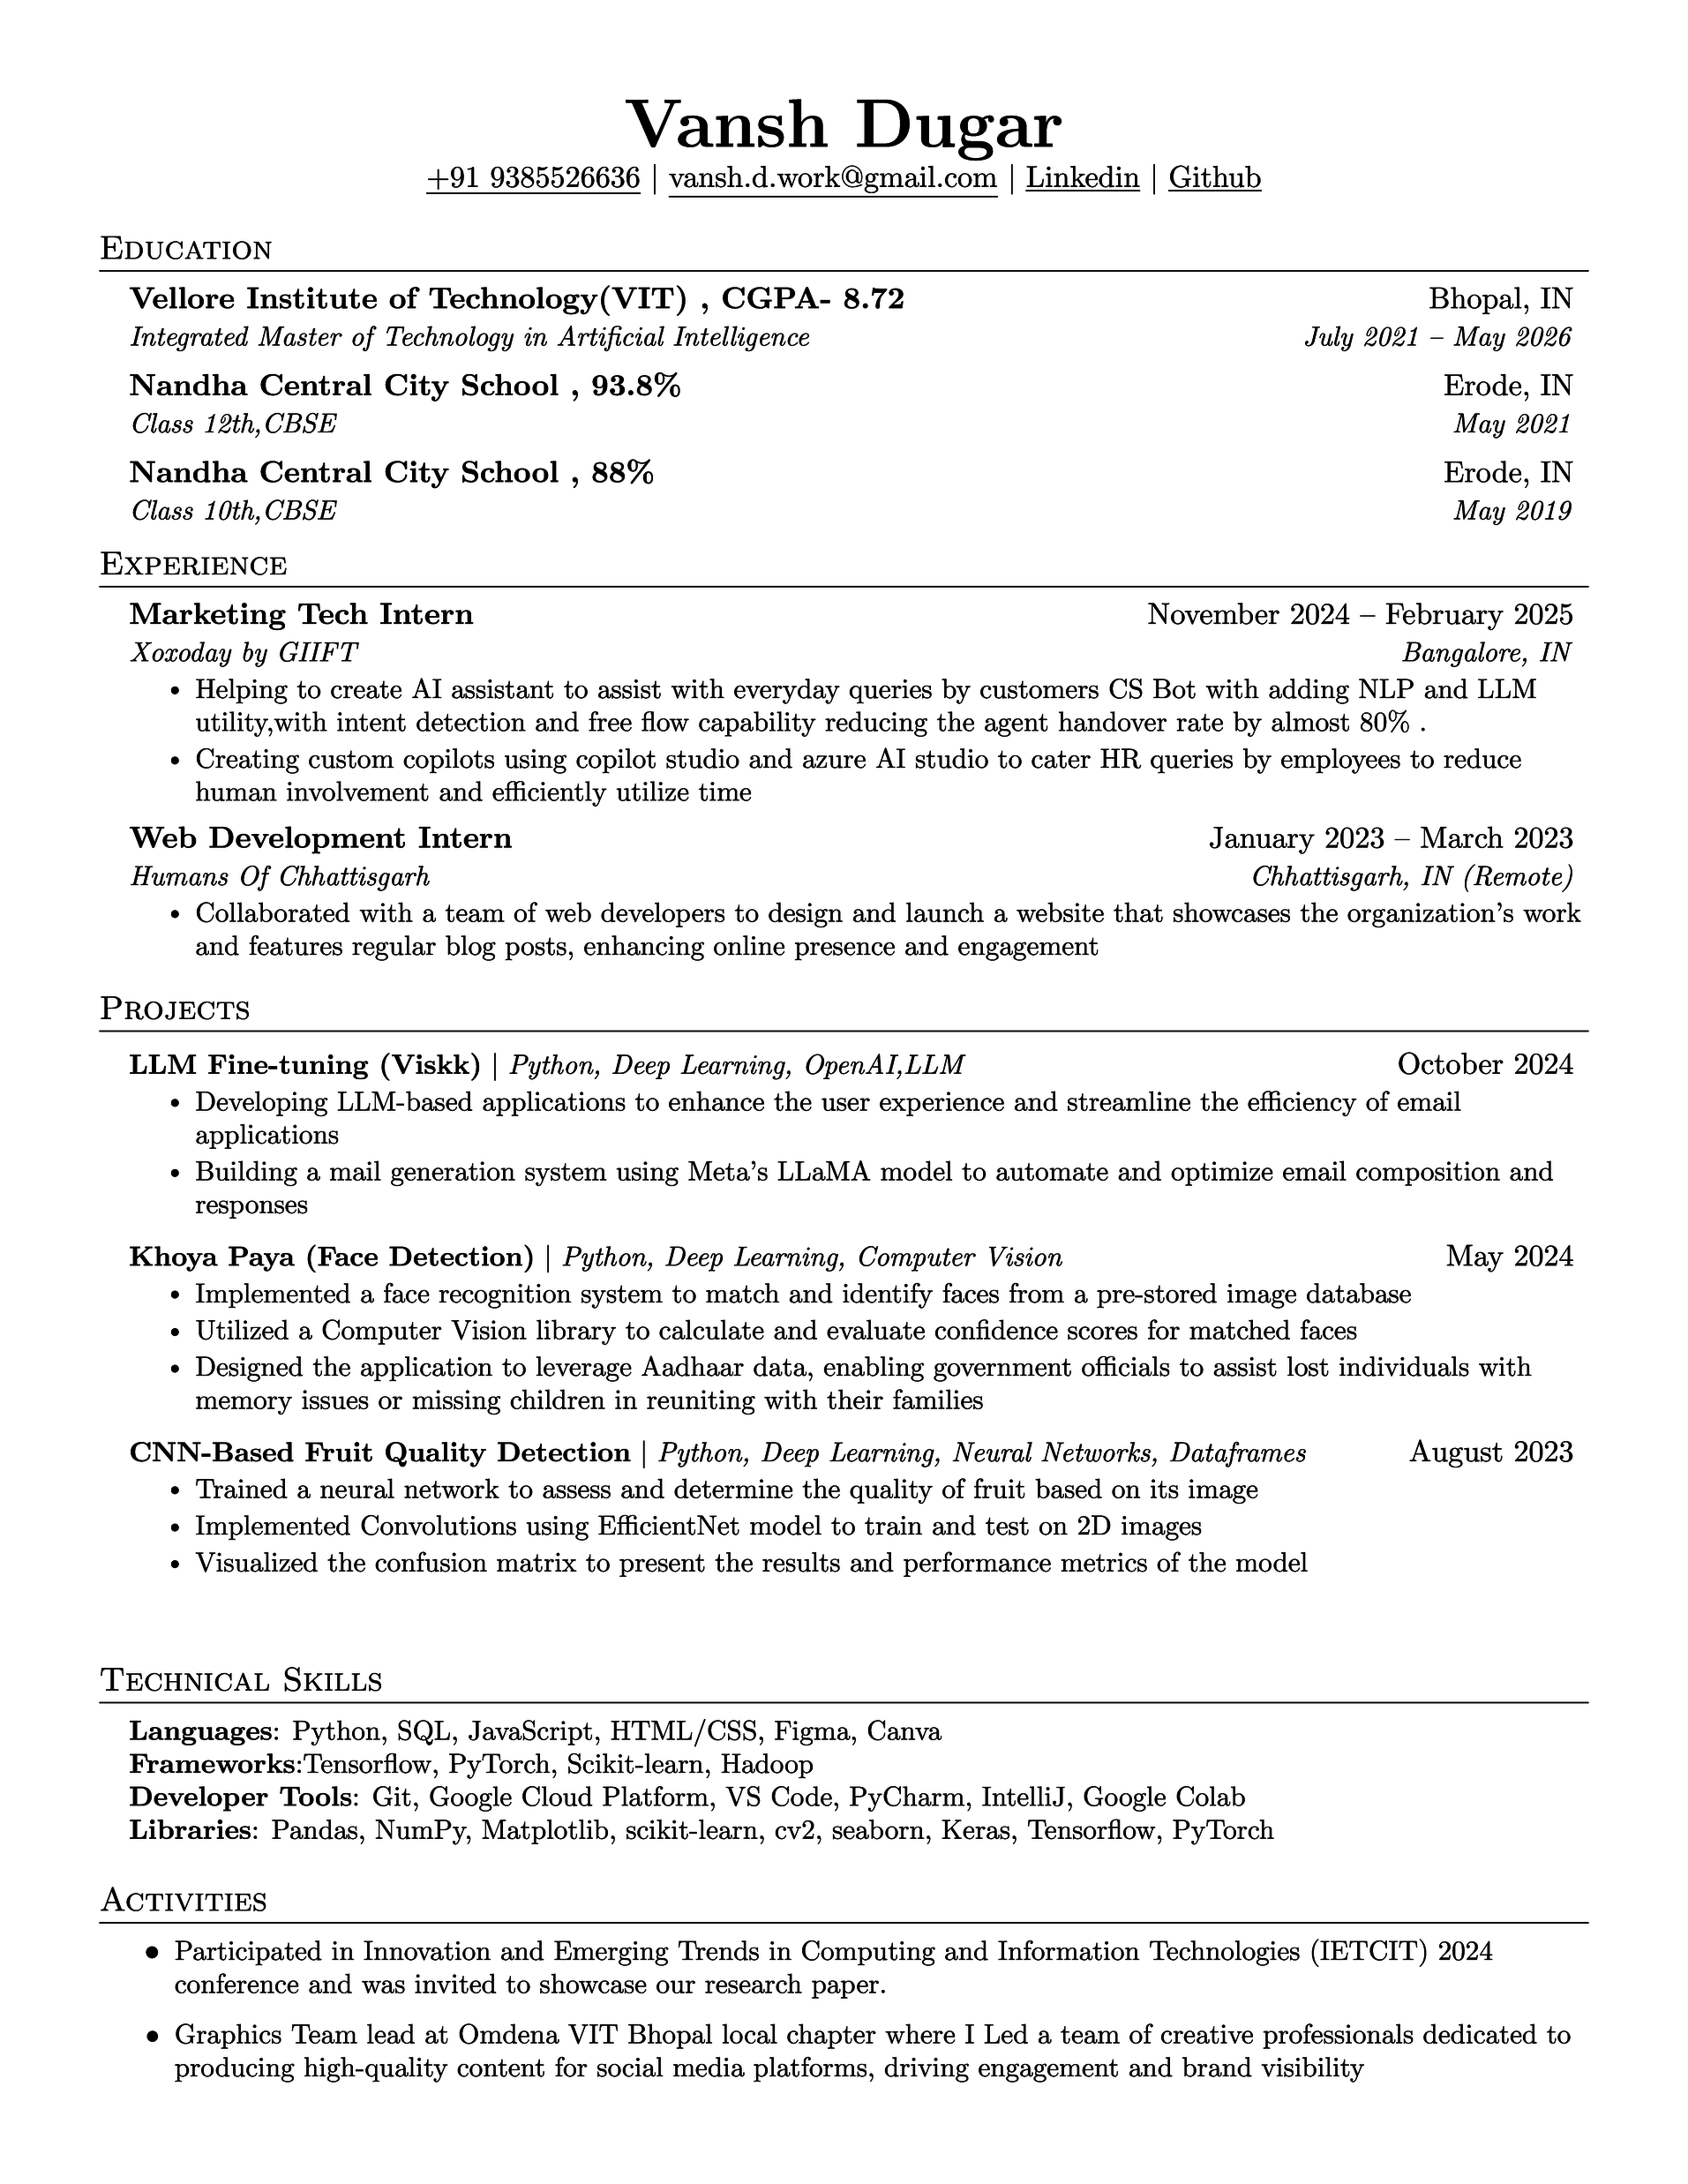 Vansh Dugar
+91 9385526636 | vansh.d.work@gmail.com | Linkedin | Github
Education
Vellore Institute of Technology(VIT) , CGPA- 8.72 Bhopal, IN
Integrated Master of Technology in Artificial Intelligence July 2021 – May 2026
Nandha Central City School , 93.8% Erode, IN
Class 12th,CBSE May 2021
Nandha Central City School , 88% Erode, IN
Class 10th,CBSE May 2019
Experience
Marketing Tech Intern November 2024 – February 2025
Xoxoday by GIIFT Bangalore, IN
• Helping to create AI assistant to assist with everyday queries by customers CS Bot with adding NLP and LLM
utility,with intent detection and free flow capability reducing the agent handover rate by almost 80% .
• Creating custom copilots using copilot studio and azure AI studio to cater HR queries by employees to reduce
human involvement and efficiently utilize time
Web Development Intern January 2023 – March 2023
Humans Of Chhattisgarh Chhattisgarh, IN (Remote)
• Collaborated with a team of web developers to design and launch a website that showcases the organization's work
and features regular blog posts, enhancing online presence and engagement
Projects
LLM Fine-tuning (Viskk) | Python, Deep Learning, OpenAI,LLM October 2024
• Developing LLM-based applications to enhance the user experience and streamline the efficiency of email
applications
• Building a mail generation system using Meta's LLaMA model to automate and optimize email composition and
responses
Khoya Paya (Face Detection) | Python, Deep Learning, Computer Vision May 2024
• Implemented a face recognition system to match and identify faces from a pre-stored image database
• Utilized a Computer Vision library to calculate and evaluate confidence scores for matched faces
• Designed the application to leverage Aadhaar data, enabling government officials to assist lost individuals with
memory issues or missing children in reuniting with their families
CNN-Based Fruit Quality Detection | Python, Deep Learning, Neural Networks, Dataframes August 2023
• Trained a neural network to assess and determine the quality of fruit based on its image
• Implemented Convolutions using EfficientNet model to train and test on 2D images
• Visualized the confusion matrix to present the results and performance metrics of the model
Technical Skills
Languages: Python, SQL, JavaScript, HTML/CSS, Figma, Canva
Frameworks:Tensorflow, PyTorch, Scikit-learn, Hadoop
Developer Tools: Git, Google Cloud Platform, VS Code, PyCharm, IntelliJ, Google Colab
Libraries: Pandas, NumPy, Matplotlib, scikit-learn, cv2, seaborn, Keras, Tensorflow, PyTorch
Activities
• Participated in Innovation and Emerging Trends in Computing and Information Technologies (IETCIT) 2024
conference and was invited to showcase our research paper.
• Graphics Team lead at Omdena VIT Bhopal local chapter where I Led a team of creative professionals dedicated to
producing high-quality content for social media platforms, driving engagement and brand visibility